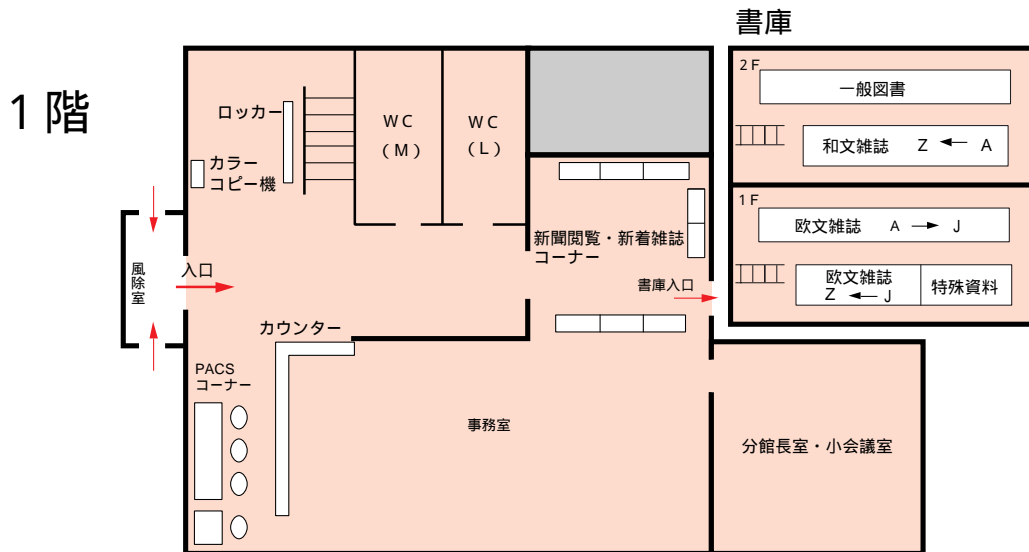 書庫
1階
2F
一般図書
和文雑誌 Z ← A
1F
欧文雑誌 A → J
欧文雑誌
Z ← J
特殊資料
ロッカー
カラー
コピー機
WC
(M)
WC
(L)
新聞閲覧・新着雑誌
コーナー
書庫入口
風除室
入口
カウンター
PACS
コーナー
事務室
分館長室・小会議室